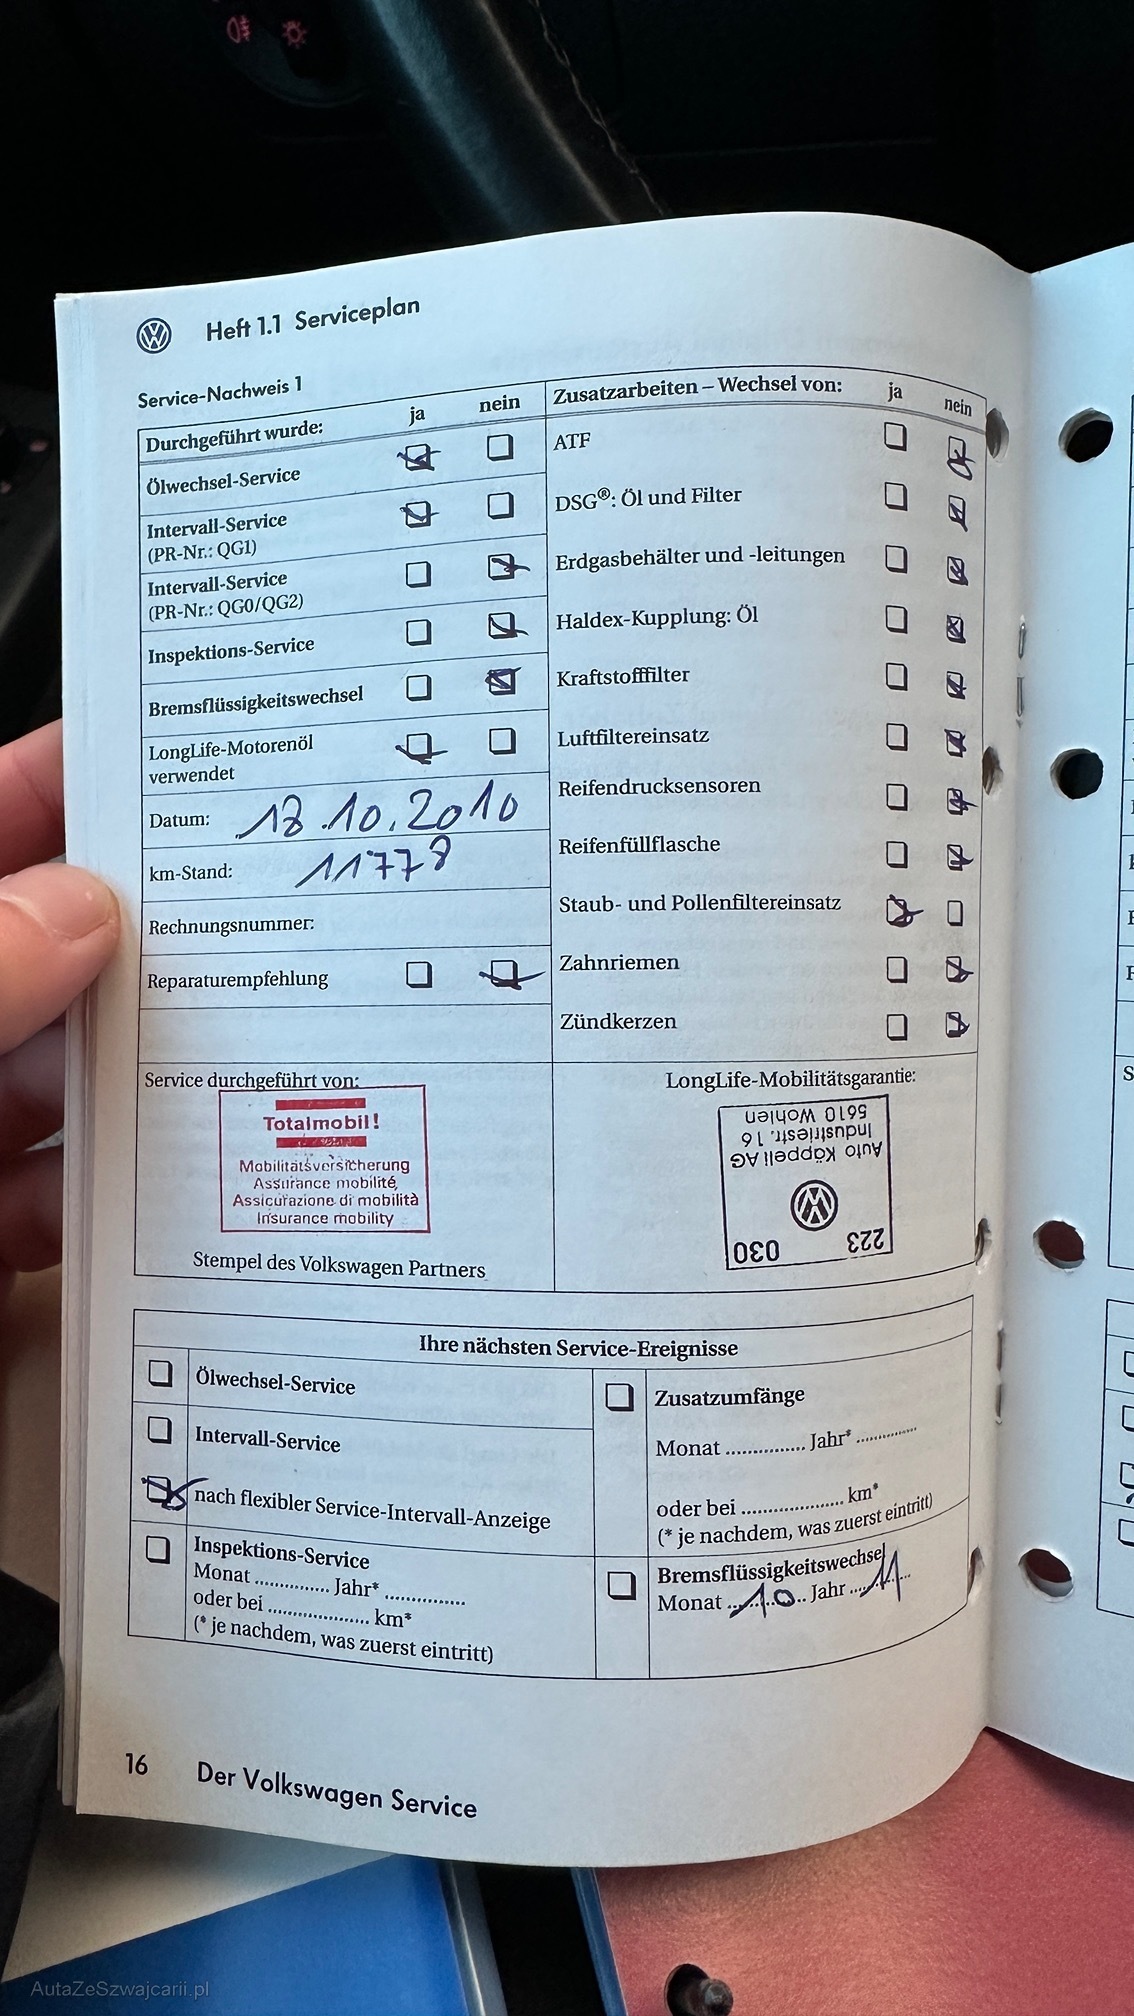 Heft 1.1 Serviceplan
Service-Nachweis 1
Durchgeführt wurde: ja nein
Ölwechsel-Service
Intervall-Service
(PR-Nr.: QG1)
Intervall-Service
(PR-Nr.: QG0/QG2)
Inspektions-Service
Bremsflüssigkeitswechsel
LongLife-Motorenöl
verwendet
Datum: 18.10.2010
km-Stand: 11778
Rechnungsnummer:
Reparaturempfehlung
Zusatzarbeiten – Wechsel von: ja nein
ATF
DSG®: Öl und Filter
Erdgasbehälter und -leitungen
Haldex-Kupplung: Öl
Kraftstofffilter
Luftfiltereinsatz
Reifendrucksensoren
Reifenfüllflasche
Staub- und Pollenfiltereinsatz
Zahnriemen
Zündkerzen
Service durchgeführt von:
Totalmobil!
Mobilitätsversicherung
Assurance mobilité,
Assicurazione di mobilità
Insurance mobility
Stempel des Volkswagen Partners
LongLife-Mobilitätsgarantie:
223 030
Auto Käppeli AG
Industriestr. 16
5610 Wohlen
Ihre nächsten Service-Ereignisse
Ölwechsel-Service
Intervall-Service
nach flexibler Service-Intervall-Anzeige
Inspektions-Service
Monat .............. Jahr* ...............
oder bei .................... km*
(* je nachdem, was zuerst eintritt)
Zusatzumfänge
Monat ............... Jahr* ...............
oder bei .................... km*
(* je nachdem, was zuerst eintritt)
Bremsflüssigkeitswechsel
Monat 10 Jahr 11
16 Der Volkswagen Service
AutaZeSzwajcarii.pl